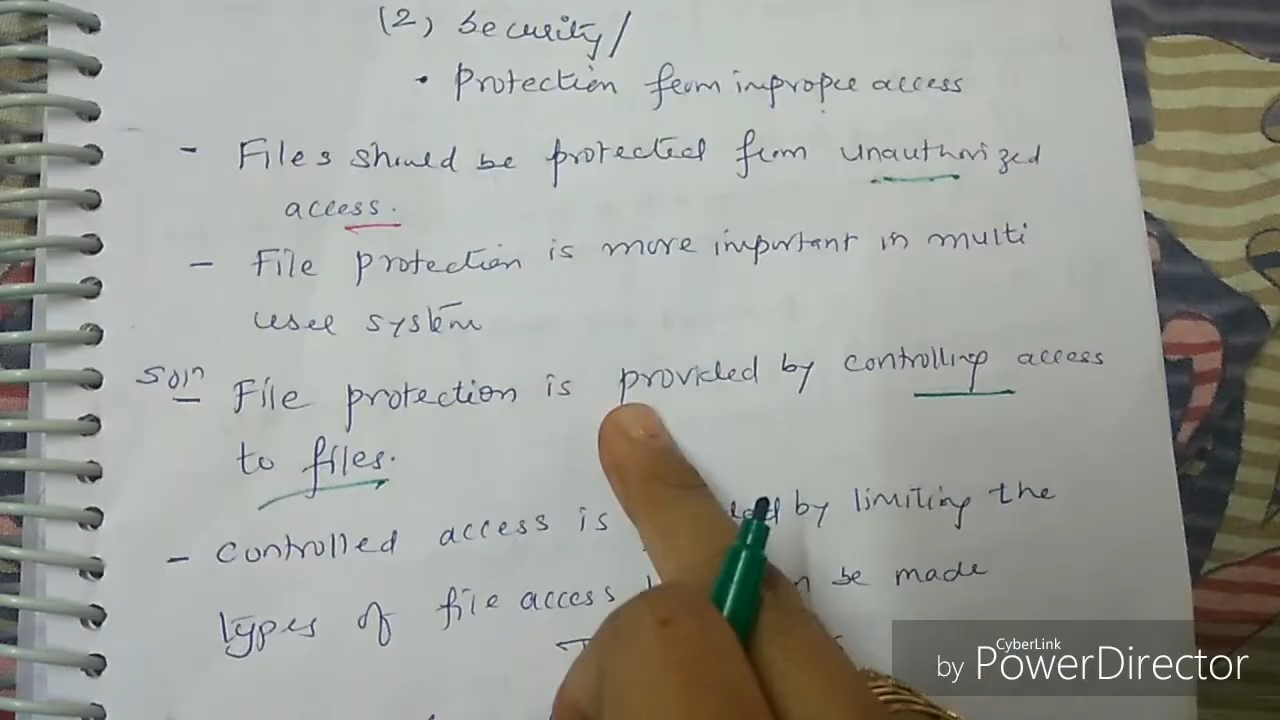 (2) Security/
• Protection from improper access
- Files should be protected from unauthorized
access.
- File protection is more important in multi
user system
Soln File protection is provided by controlling access
to files.
- Controlled access is by limiting the
types of file access be made
CyberLink
by PowerDirector